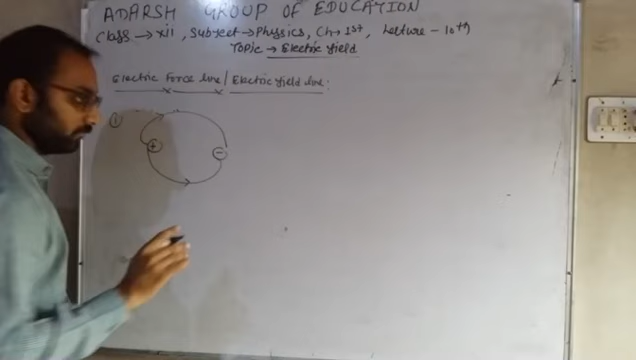 ADARSH GROUP OF EDUCATION
Class → XII, Subject → Physics, Ch → 1st, Lecture - 10th
Topic → Electric field
Electric Force line / Electric field line :
①
+
−